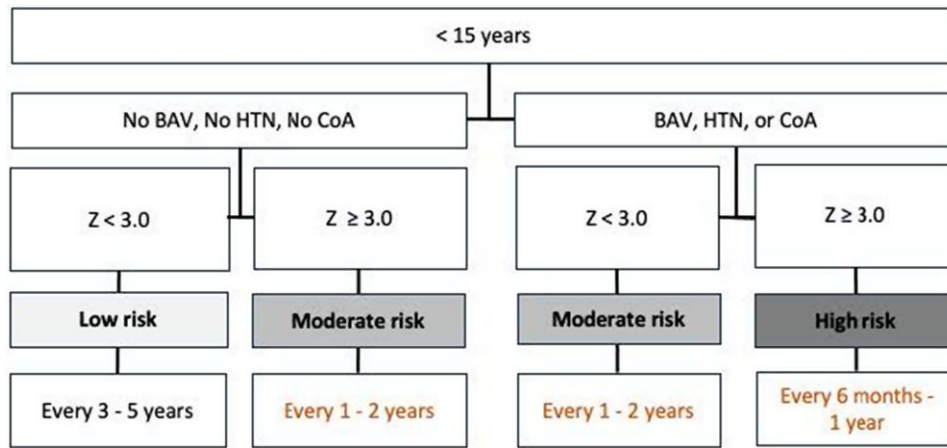 < 15 years
No BAV, No HTN, No CoA
BAV, HTN, or CoA
Z < 3.0
Z ≥ 3.0
Z < 3.0
Z ≥ 3.0
Low risk
Moderate risk
Moderate risk
High risk
Every 3 - 5 years
Every 1 - 2 years
Every 1 - 2 years
Every 6 months -
1 year